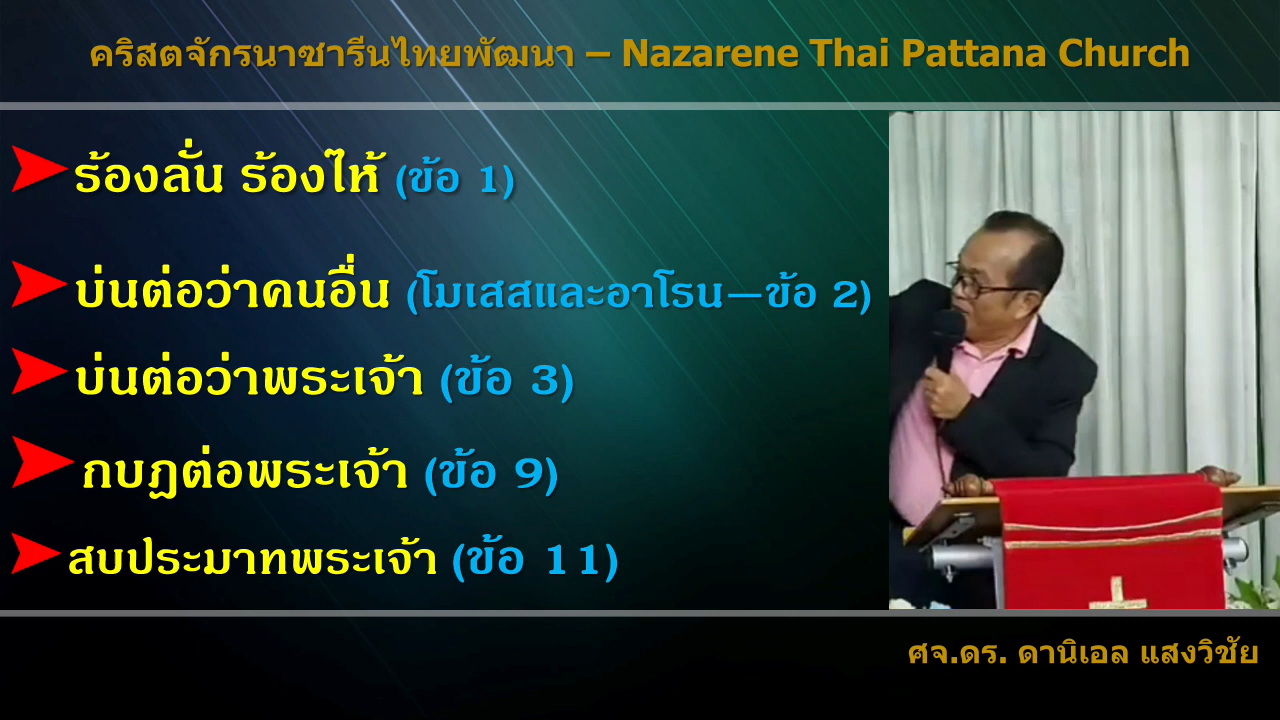 คริสตจักรนาซารีนไทยพัฒนา – Nazarene Thai Pattana Church
ร้องลั่น ร้องไห้ (ข้อ 1)
บ่นต่อว่าคนอื่น (โมเสสและอาโรน—ข้อ 2)
บ่นต่อว่าพระเจ้า (ข้อ 3)
กบฏต่อพระเจ้า (ข้อ 9)
สบประมาทพระเจ้า (ข้อ 11)
ศจ.ดร. ดานิเอล แสงวิชัย